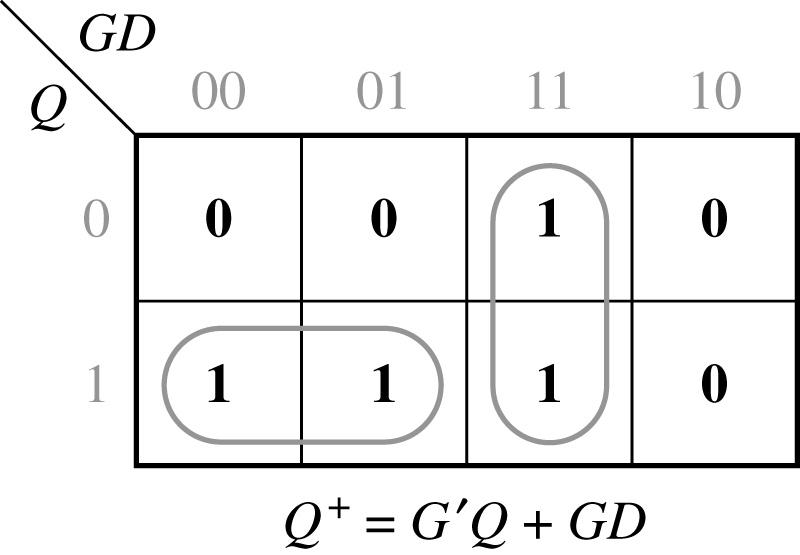 GD
Q
00 01 11 10
0 0 0 1 0
1 1 1 1 0
Q⁺ = G′Q + GD